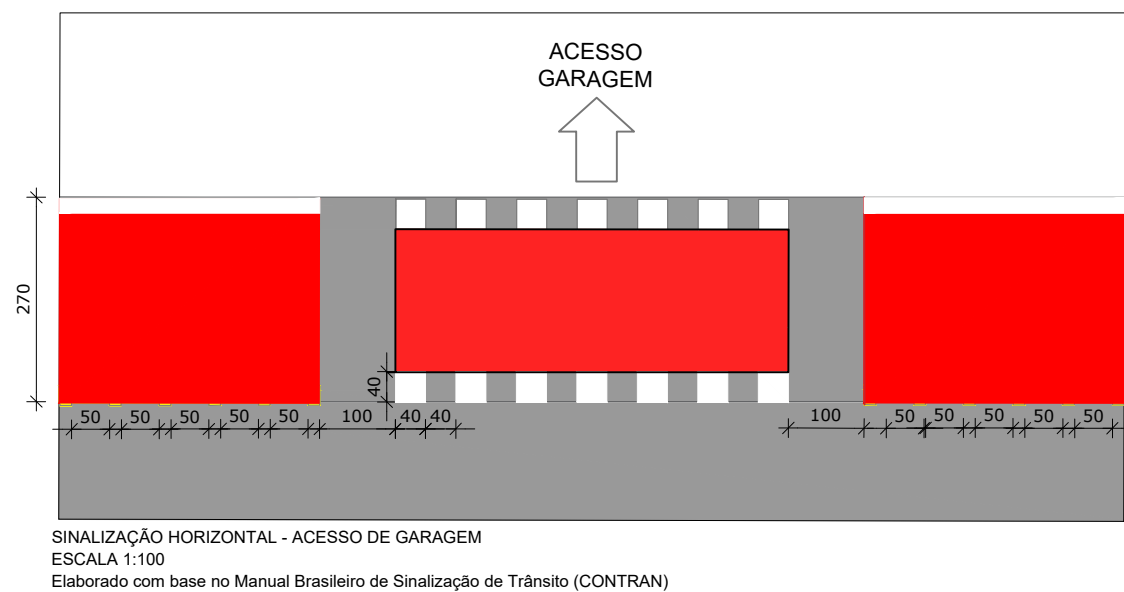 ACESSO
GARAGEM
270
40
50 50 50 50 50 100 40 40 100 50 50 50 50 50
SINALIZAÇÃO HORIZONTAL - ACESSO DE GARAGEM
ESCALA 1:100
Elaborado com base no Manual Brasileiro de Sinalização de Trânsito (CONTRAN)